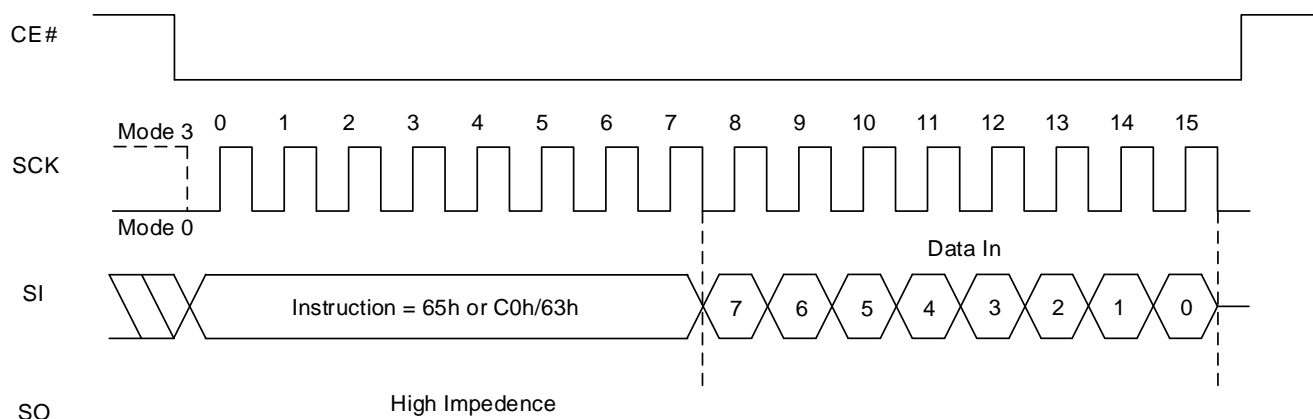 CE#
Mode 3 0 1 2 3 4 5 6 7 8 9 10 11 12 13 14 15
SCK
Mode 0
Data In
SI Instruction = 65h or C0h/63h 7 6 5 4 3 2 1 0
High Impedence
SO